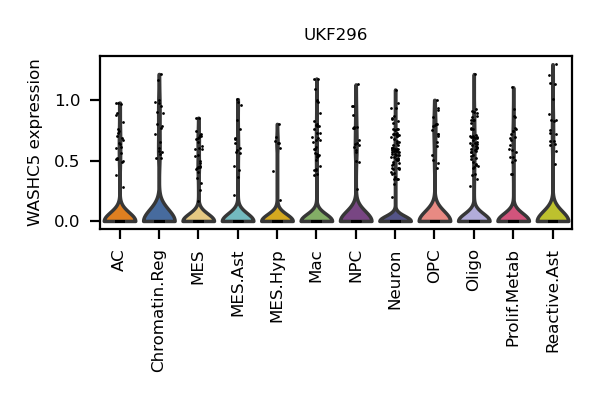 UKF296
WASHC5 expression
1.0
0.5
0.0
AC
Chromatin.Reg
MES
MES.Ast
MES.Hyp
Mac
NPC
Neuron
OPC
Oligo
Prolif.Metab
Reactive.Ast